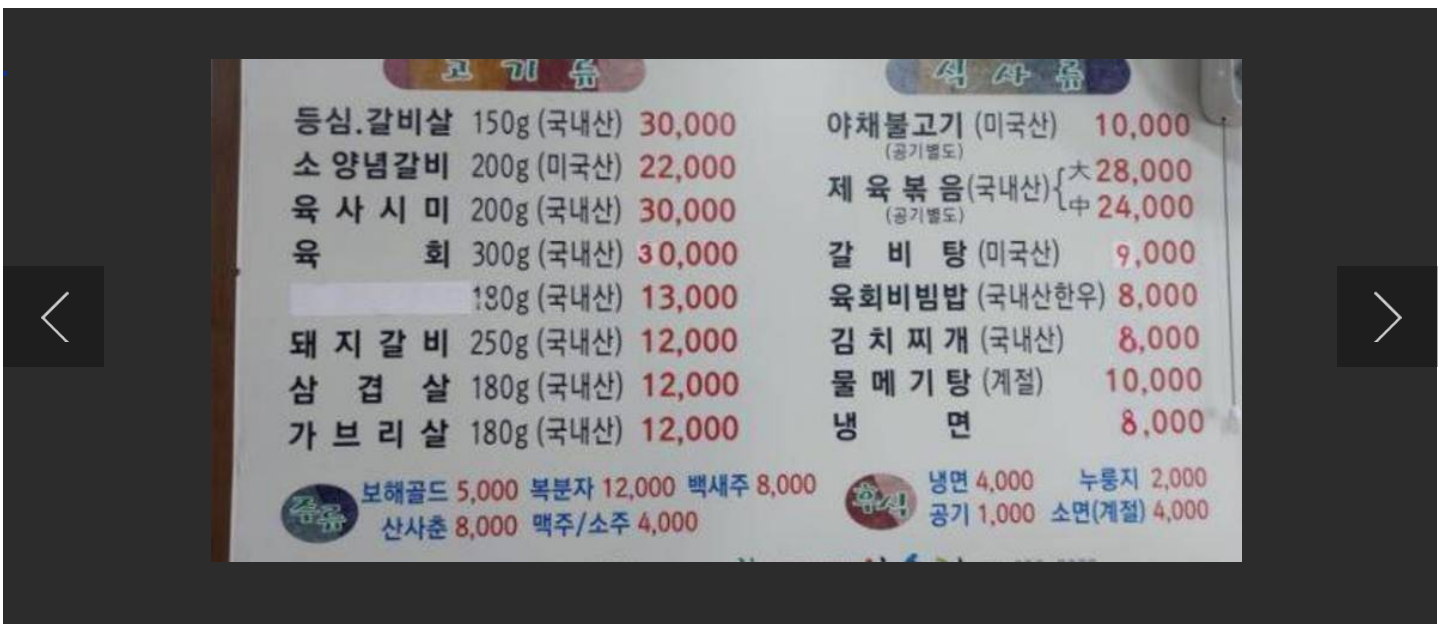 고기류
등심.갈비살 150g (국내산) 30,000
소 양념갈비 200g (미국산) 22,000
육 사 시 미 200g (국내산) 30,000
육 회 300g (국내산) 30,000
180g (국내산) 13,000
돼 지 갈 비 250g (국내산) 12,000
삼 겹 살 180g (국내산) 12,000
가 브 리 살 180g (국내산) 12,000
식사류
야채불고기 (미국산) 10,000
(공기별도)
제 육 볶 음(국내산){大 28,000
中 24,000
(공기별도)
갈 비 탕 (미국산) 9,000
육회비빔밥 (국내산한우) 8,000
김 치 찌 개 (국내산) 8,000
물 메 기 탕 (계절) 10,000
냉 면 8,000
주류
보해골드 5,000 복분자 12,000 백새주 8,000
산사춘 8,000 맥주/소주 4,000
후식
냉면 4,000 누룽지 2,000
공기 1,000 소면(계절) 4,000